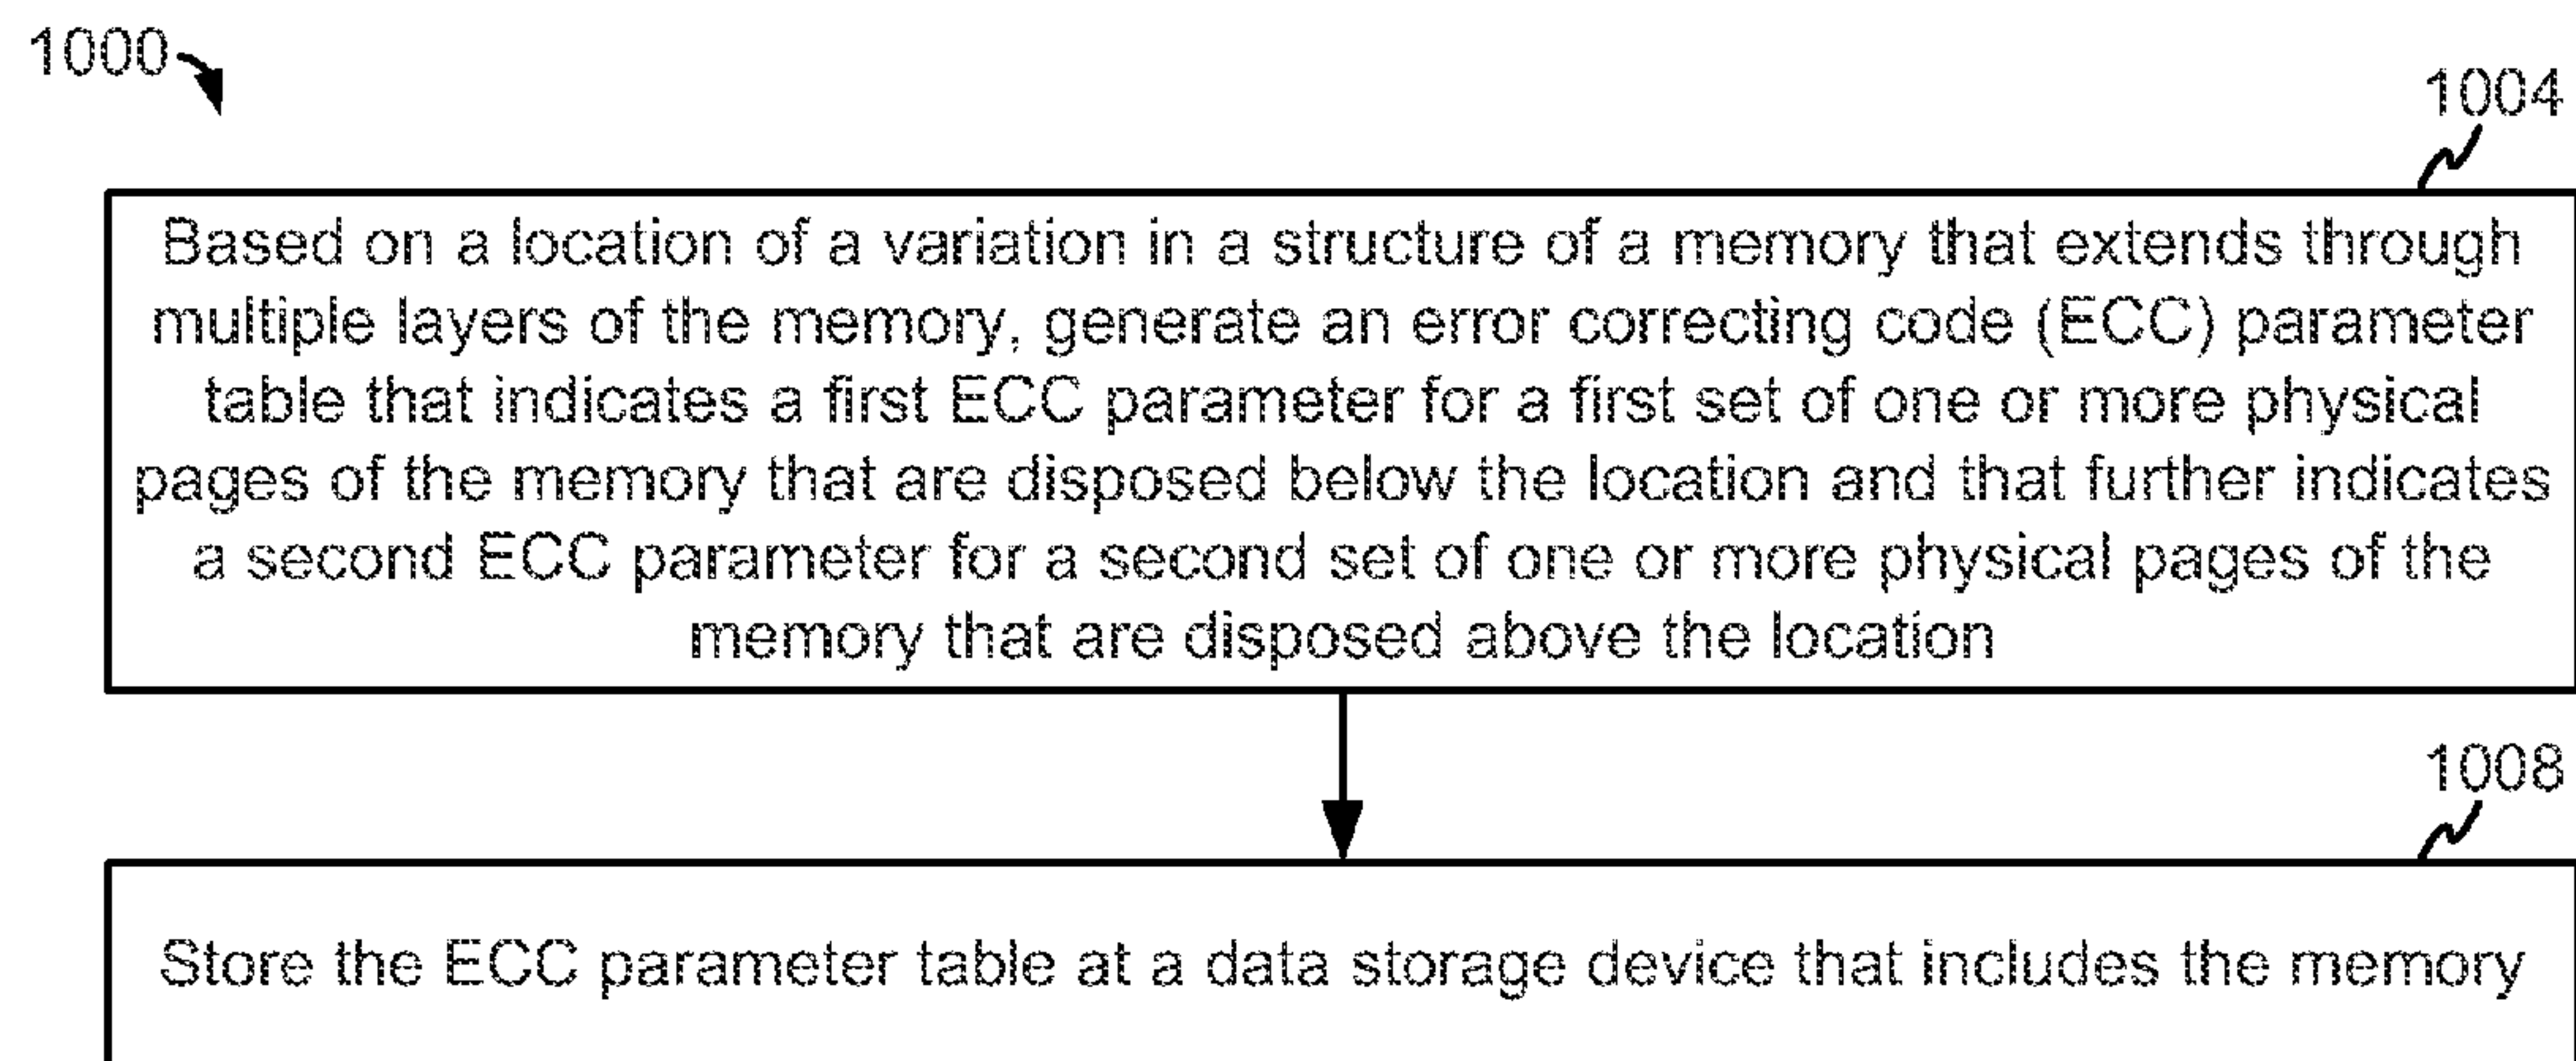 1000
1004
Based on a location of a variation in a structure of a memory that extends through
multiple layers of the memory, generate an error correcting code (ECC) parameter
table that indicates a first ECC parameter for a first set of one or more physical
pages of the memory that are disposed below the location and that further indicates
a second ECC parameter for a second set of one or more physical pages of the
memory that are disposed above the location
1008
Store the ECC parameter table at a data storage device that includes the memory